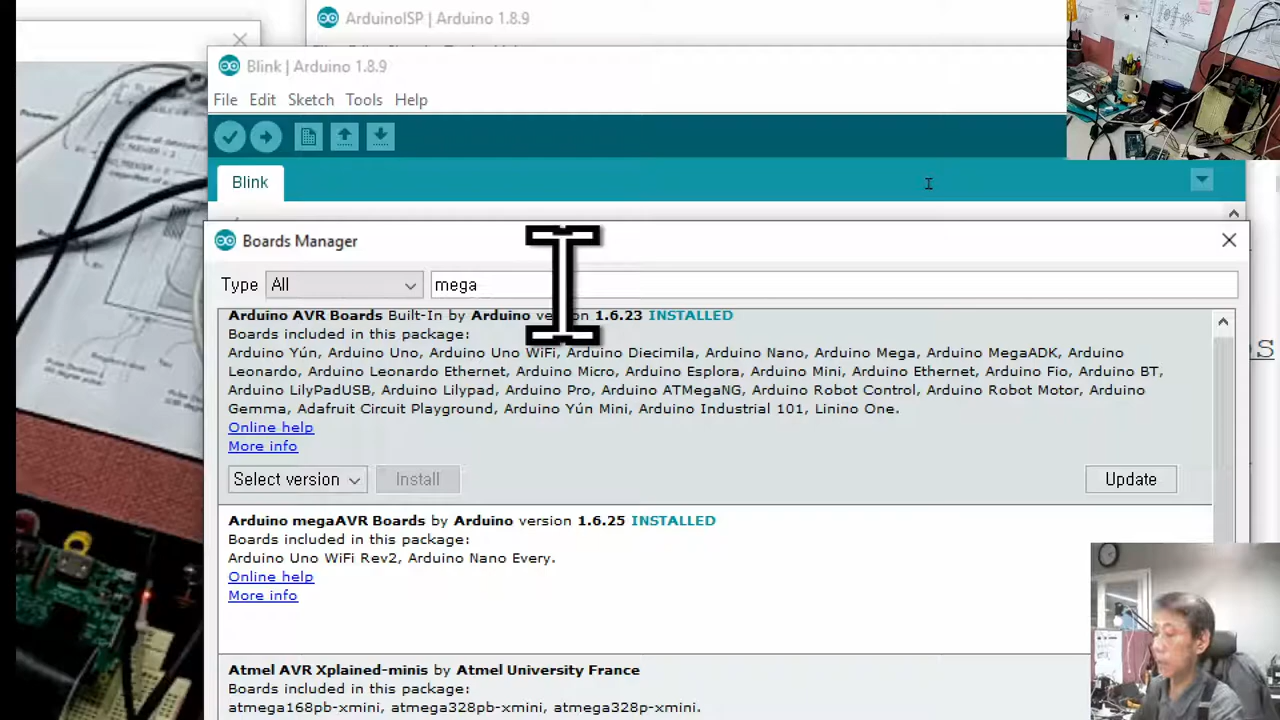 ArduinoISP | Arduino 1.8.9
Blink | Arduino 1.8.9
File Edit Sketch Tools Help
Blink
Boards Manager
Type All mega
Arduino AVR Boards Built-In by Arduino version 1.6.23 INSTALLED
Boards included in this package:
Arduino Yún, Arduino Uno, Arduino Uno WiFi, Arduino Diecimila, Arduino Nano, Arduino Mega, Arduino MegaADK, Arduino
Leonardo, Arduino Leonardo Ethernet, Arduino Micro, Arduino Esplora, Arduino Mini, Arduino Ethernet, Arduino Fio, Arduino BT,
Arduino LilyPadUSB, Arduino Lilypad, Arduino Pro, Arduino ATMegaNG, Arduino Robot Control, Arduino Robot Motor, Arduino
Gemma, Adafruit Circuit Playground, Arduino Yún Mini, Arduino Industrial 101, Linino One.
Online help
More info
Select version Install Update
Arduino megaAVR Boards by Arduino version 1.6.25 INSTALLED
Boards included in this package:
Arduino Uno WiFi Rev2, Arduino Nano Every.
Online help
More info
Atmel AVR Xplained-minis by Atmel University France
Boards included in this package:
atmega168pb-xmini, atmega328pb-xmini, atmega328p-xmini.